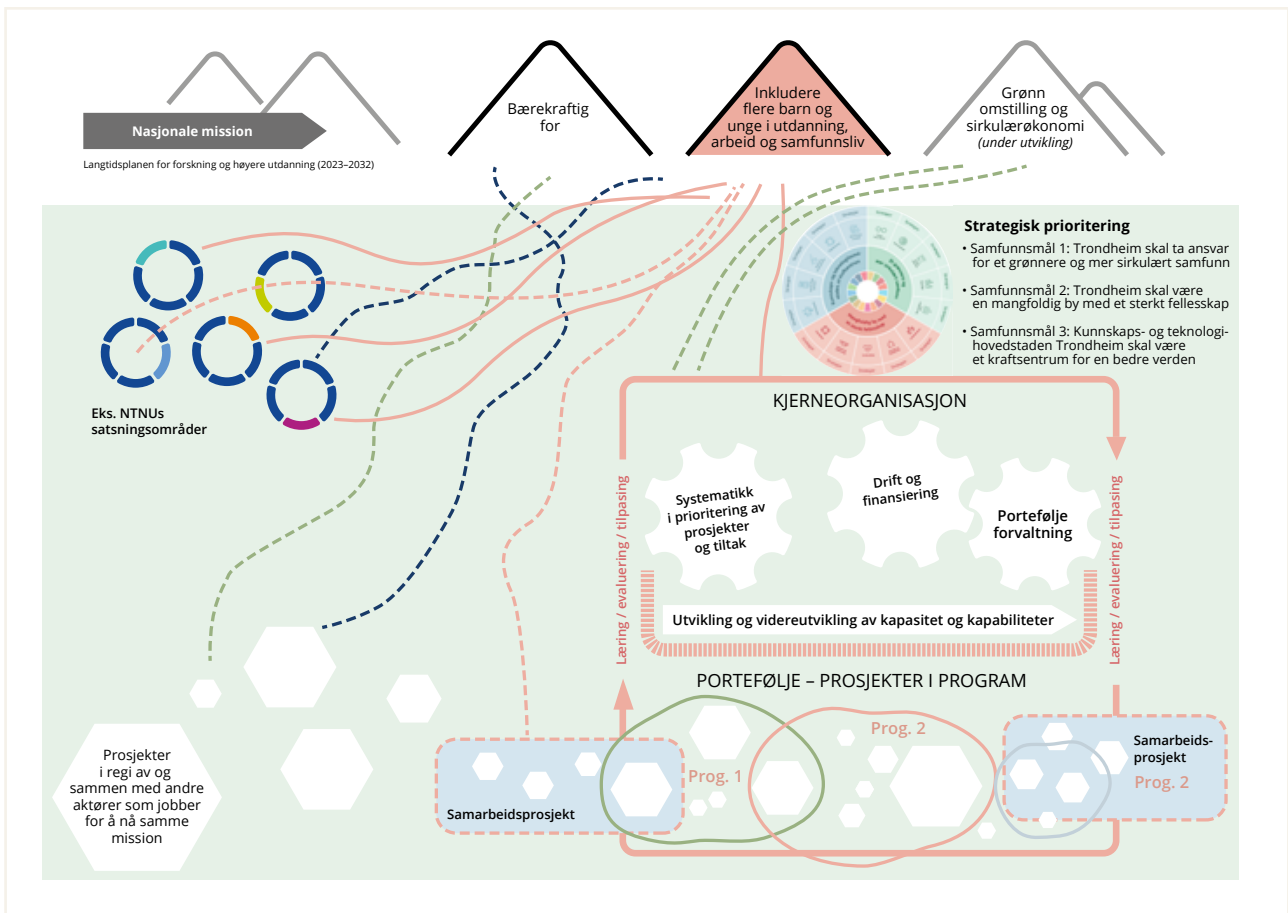 Nasjonale mission
Langtidsplanen for forskning og høyere utdanning (2023–2032)
Bærekraftig
for
Inkludere
flere barn og
unge i utdanning,
arbeid og samfunnsliv
Grønn
omstilling og
sirkulærøkonomi
(under utvikling)
Strategisk prioritering
• Samfunnsmål 1: Trondheim skal ta ansvar
for et grønnere og mer sirkulært samfunn
• Samfunnsmål 2: Trondheim skal være
en mangfoldig by med et sterkt fellesskap
• Samfunnsmål 3: Kunnskaps- og teknologi-
hovedstaden Trondheim skal være
et kraftsentrum for en bedre verden
Eks. NTNUs
satsningsområder
KJERNEORGANISASJON
Læring / evaluering / tilpasing
Systematikk
i prioritering av
prosjekter
og tiltak
Drift og
finansiering
Portefølje
forvaltning
Læring / evaluering / tilpasing
Utvikling og videreutvikling av kapasitet og kapabiliteter
PORTEFØLJE – PROSJEKTER I PROGRAM
Prosjekter
i regi av og
sammen med andre
aktører som jobber
for å nå samme
mission
Samarbeidsprosjekt
Prog. 1
Prog. 2
Samarbeids-
prosjekt
Prog. 2